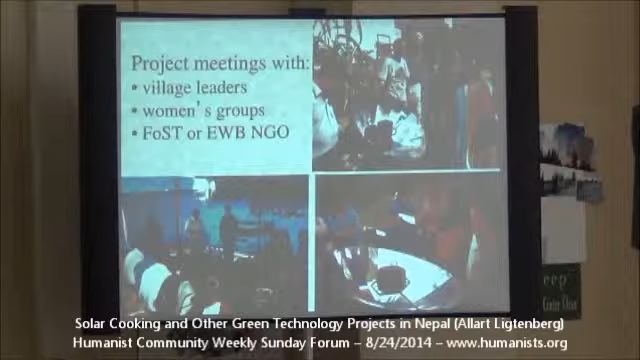 Project meetings with:
• village leaders
• women's groups
• FoST or EWB NGO
eep
Solar Cooking and Other Green Technology Projects in Nepal (Allart Ligtenberg)
Humanist Community Weekly Sunday Forum – 8/24/2014 – www.humanists.org